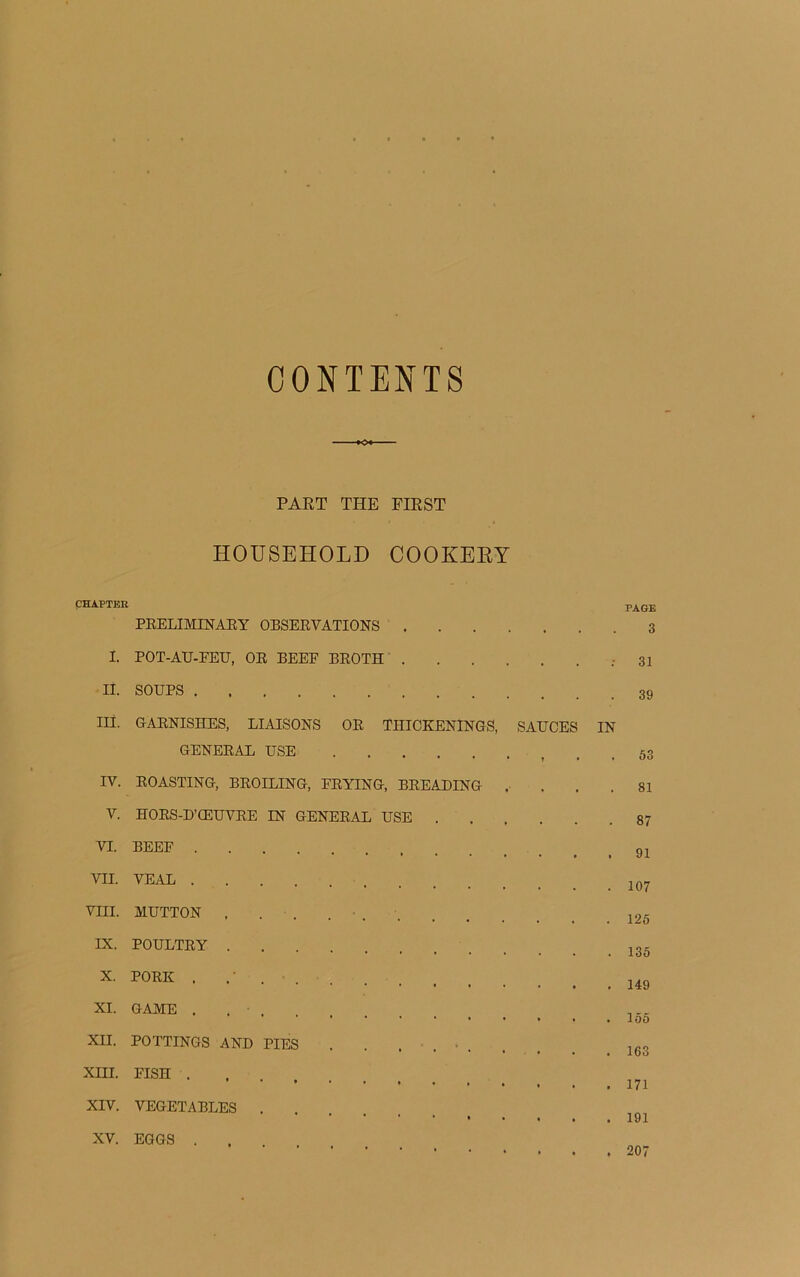 CONTENTS
PART THE FIRST
HOUSEHOLD COOKERY
CHAPTER PAGE
PRELIMINARY OBSERVATIONS . . . . . . . 3
I. POT-AU-FEU, OR BEEF BROTH . . . . . . . 31
II. SOUPS . . . . . . . . . . . . . 39
III. GARNISHES, LIAISONS OR THICKENINGS, SAUCES IN
GENERAL USE . . . . . . . . . 53
IV. ROASTING, BROILING, FRYING, BREADING . . . . 81
V. HORS-D'ŒUVRE IN GENERAL USE . . . . . . 87
VI. BEEF . . . . . . . . . . . . . 91
VII. VEAL . . . . . . . . . . . . . 107
VIII. MUTTON . . . . . . . . . . . . 125
IX. POULTRY . . . . . . . . . . . . 135
X. PORK . . . . . . . . . . . . . 149
XI. GAME . . . . . . . . . . . . . 155
XII. POTTINGS AND PIES . . . . . . . . . 163
XIII. FISH . . . . . . . . . . . . . 171
XIV. VEGETABLES . . . . . . . . . . . 191
XV. EGGS . . . . . . . . . . . . . 207